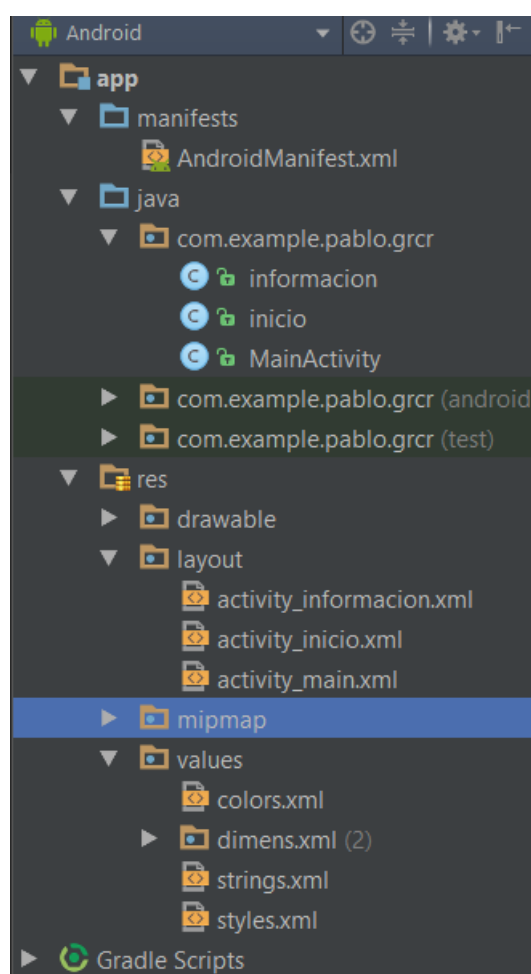 Android
app
manifests
AndroidManifest.xml
java
com.example.pablo.grcr
C informacion
C inicio
C MainActivity
com.example.pablo.grcr (android
com.example.pablo.grcr (test)
res
drawable
layout
activity_informacion.xml
activity_inicio.xml
activity_main.xml
mipmap
values
colors.xml
dimens.xml (2)
strings.xml
styles.xml
Gradle Scripts